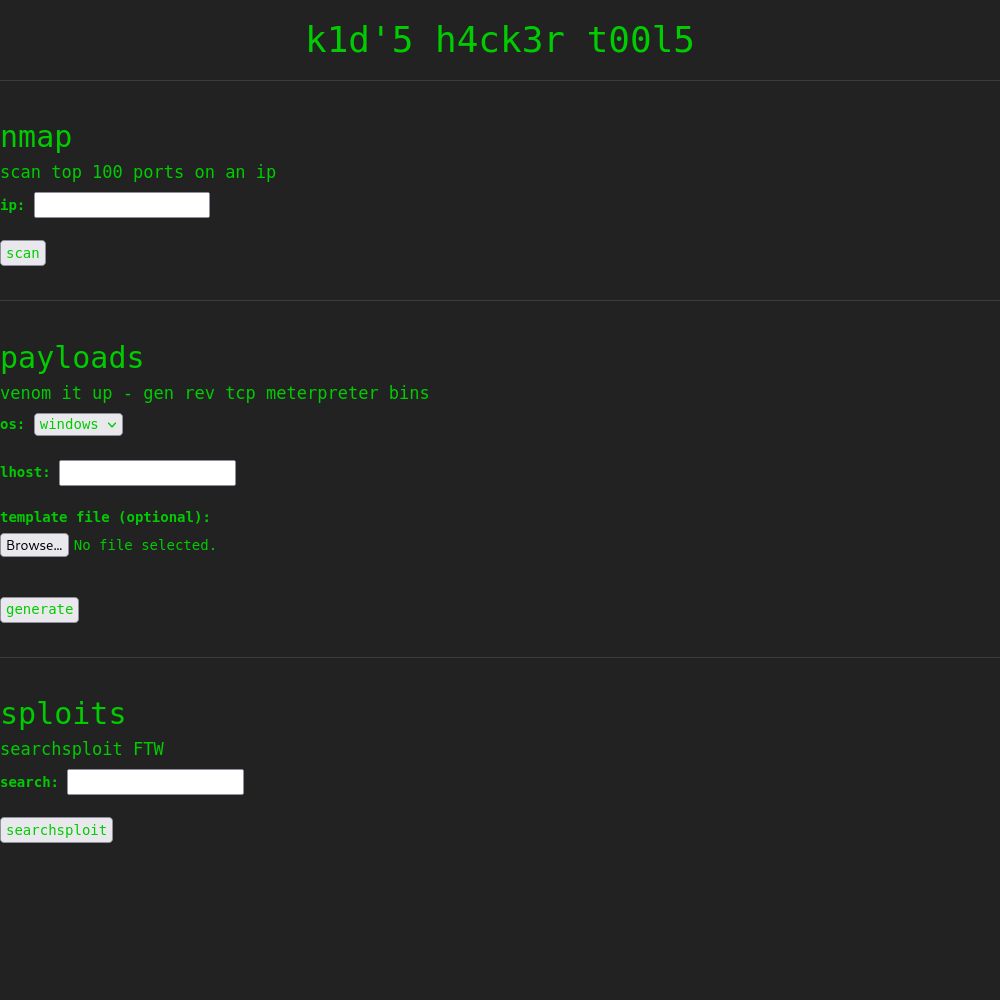 k1d'5 h4ck3r t00l5
nmap
scan top 100 ports on an ip
ip:
scan
payloads
venom it up - gen rev tcp meterpreter bins
os: windows
lhost:
template file (optional):
Browse... No file selected.
generate
sploits
searchsploit FTW
search:
searchsploit